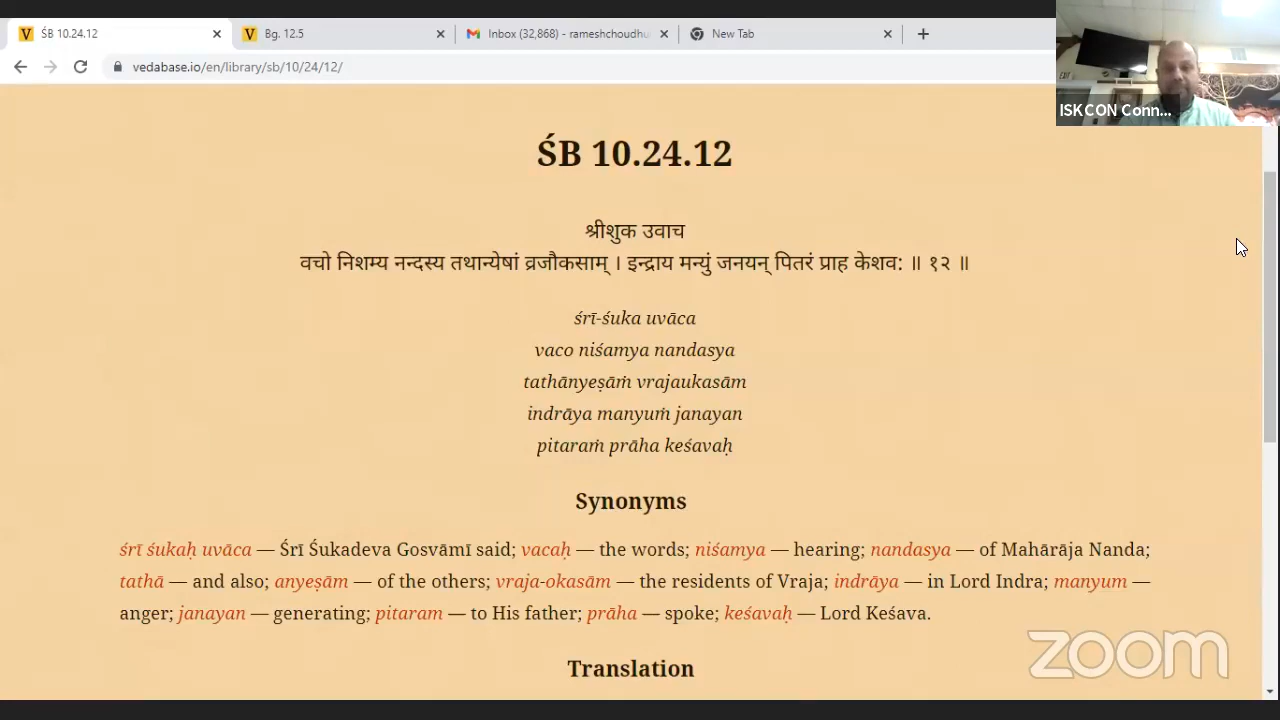 ŚB 10.24.12
Bg. 12.5
Inbox (32,868) - rameshchoudhu
New Tab
vedabase.io/en/library/sb/10/24/12/
EXIT
ISKCON Conn...
ŚB 10.24.12
श्रीशुक उवाच
वचो निशम्य नन्दस्य तथान्येषां व्रजौकसाम् । इन्द्राय मन्युं जनयन् पितरं प्राह केशव: ॥ १२ ॥
śrī-śuka uvāca
vaco niśamya nandasya
tathānyeṣāṁ vrajaukasām
indrāya manyuṁ janayan
pitaraṁ prāha keśavaḥ
Synonyms
śrī śukaḥ uvāca — Śrī Śukadeva Gosvāmī said; vacaḥ — the words; niśamya — hearing; nandasya — of Mahārāja Nanda;
tathā — and also; anyeṣām — of the others; vraja-okasām — the residents of Vraja; indrāya — in Lord Indra; manyum —
anger; janayan — generating; pitaram — to His father; prāha — spoke; keśavaḥ — Lord Keśava.
zoom
Translation